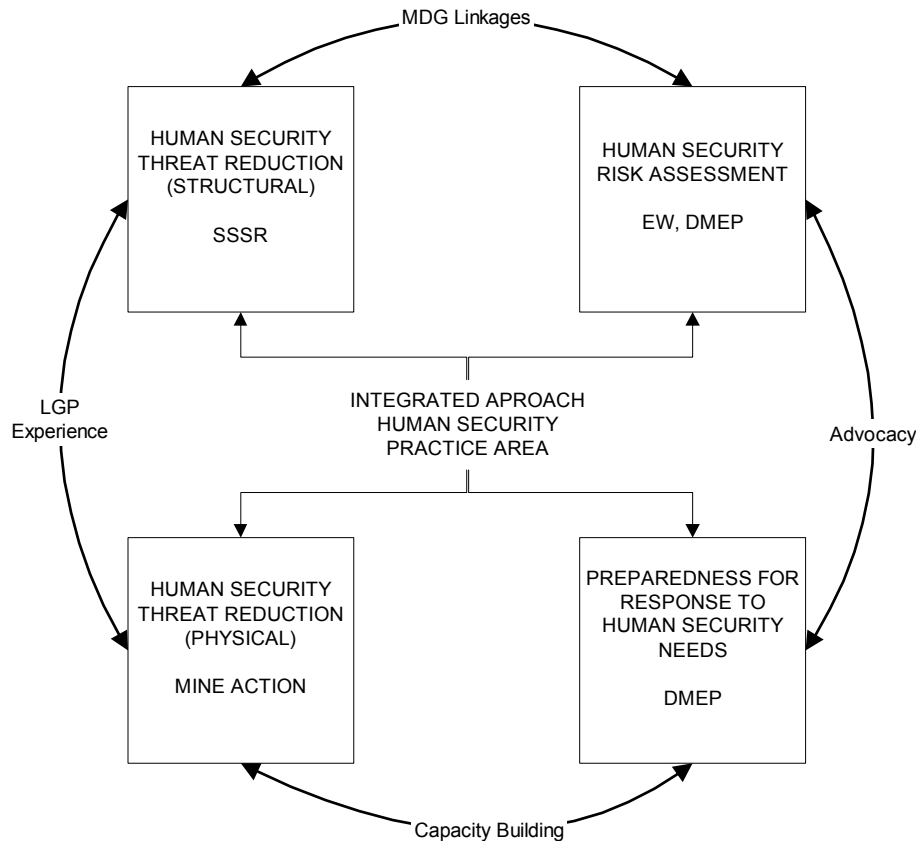 MDG Linkages
HUMAN SECURITY
THREAT REDUCTION
(STRUCTURAL)
SSSR
HUMAN SECURITY
RISK ASSESSMENT
EW, DMEP
LGP
Experience
INTEGRATED APROACH
HUMAN SECURITY
PRACTICE AREA
Advocacy
HUMAN SECURITY
THREAT REDUCTION
(PHYSICAL)
MINE ACTION
PREPAREDNESS FOR
RESPONSE TO
HUMAN SECURITY
NEEDS
DMEP
Capacity Building